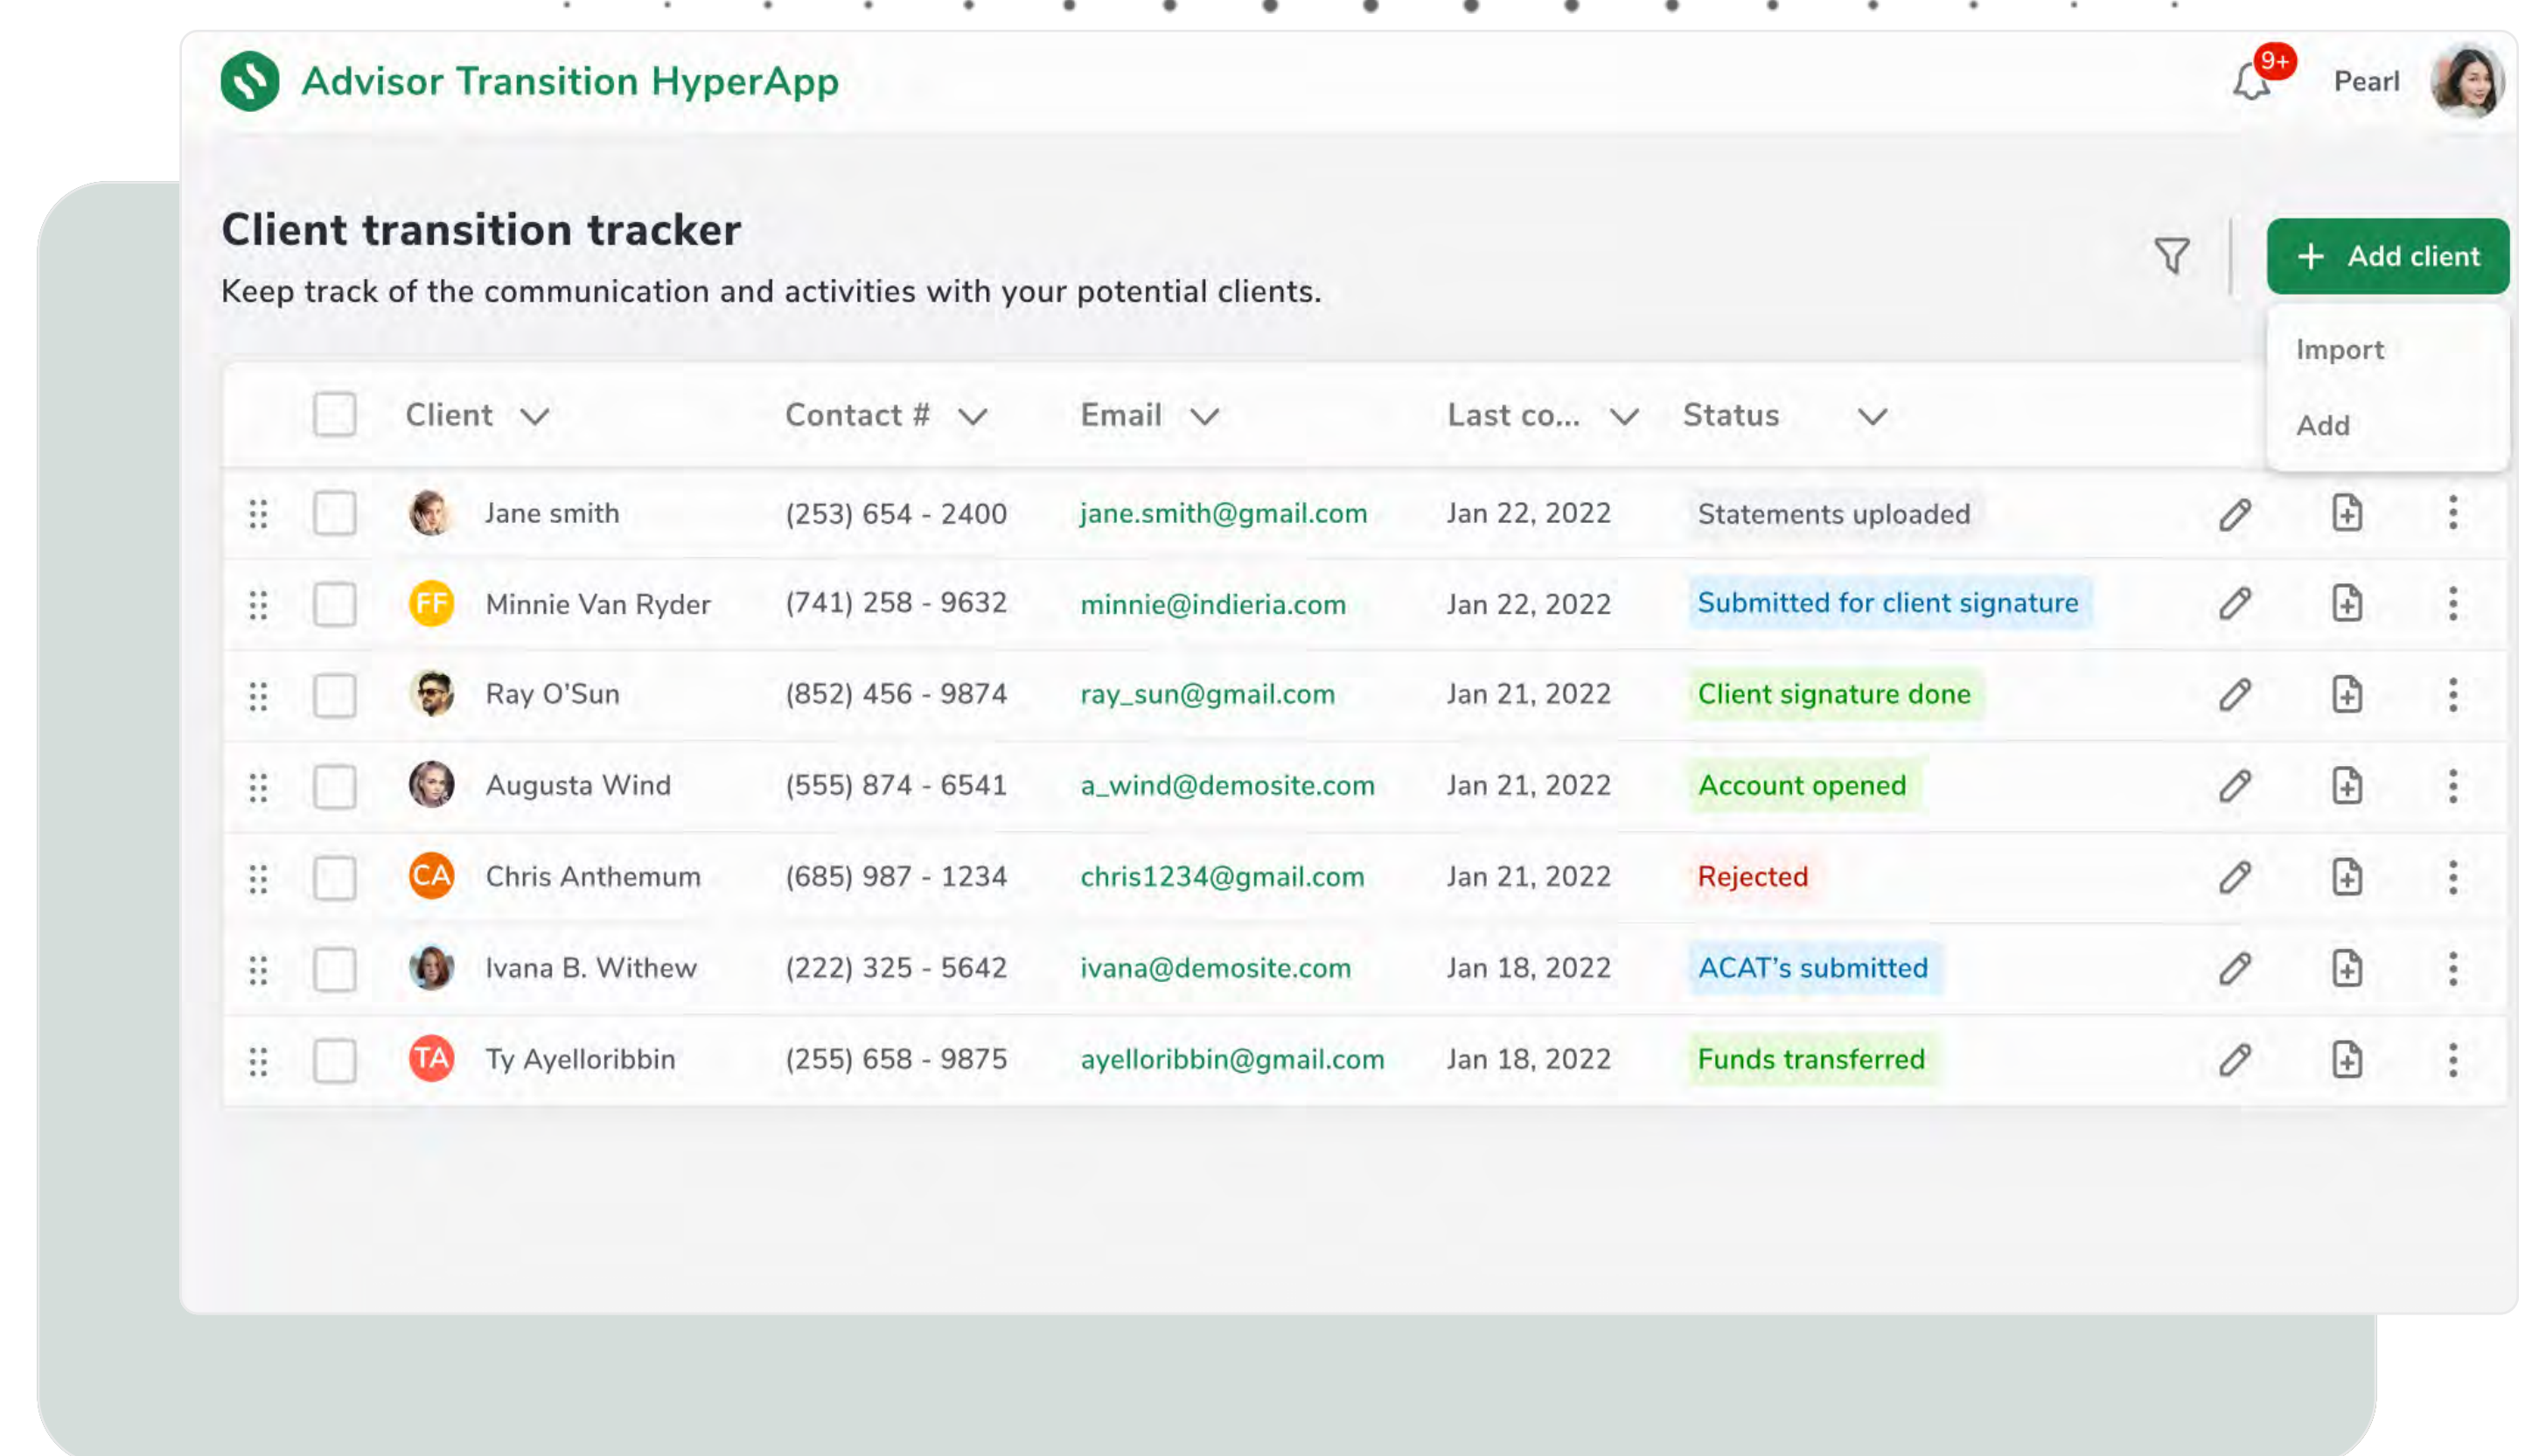 Advisor Transition HyperApp
9+
Pearl
Client transition tracker
Keep track of the communication and activities with your potential clients.
+ Add client
Import
Add
Client Contact # Email Last co... Status
Jane smith (253) 654 - 2400 jane.smith@gmail.com Jan 22, 2022 Statements uploaded
FF Minnie Van Ryder (741) 258 - 9632 minnie@indieria.com Jan 22, 2022 Submitted for client signature
Ray O’Sun (852) 456 - 9874 ray_sun@gmail.com Jan 21, 2022 Client signature done
Augusta Wind (555) 874 - 6541 a_wind@demosite.com Jan 21, 2022 Account opened
CA Chris Anthemum (685) 987 - 1234 chris1234@gmail.com Jan 21, 2022 Rejected
Ivana B. Withew (222) 325 - 5642 ivana@demosite.com Jan 18, 2022 ACAT’s submitted
TA Ty Ayelloribbin (255) 658 - 9875 ayelloribbin@gmail.com Jan 18, 2022 Funds transferred